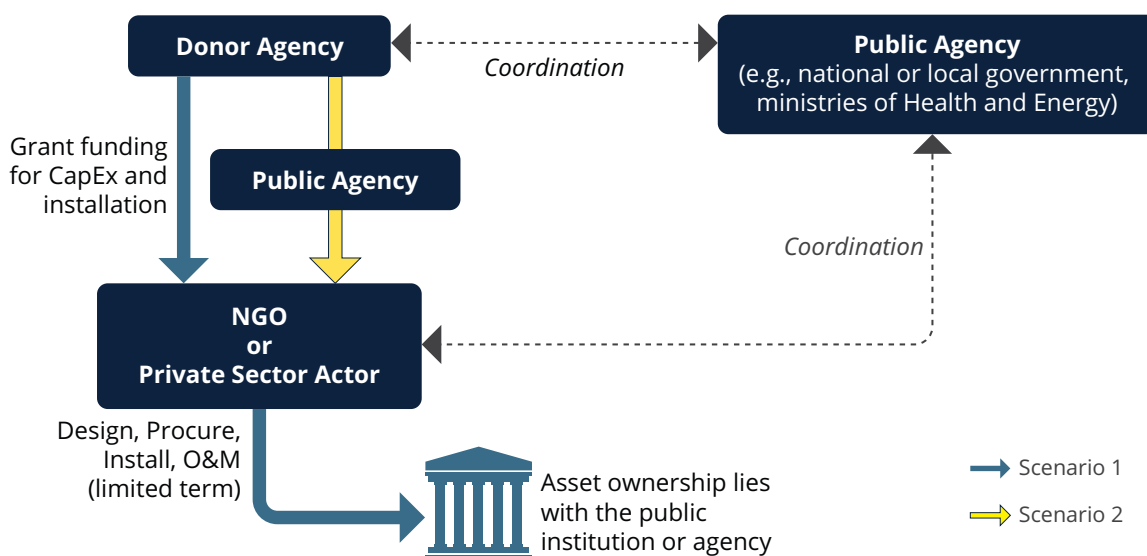 Donor Agency
Coordination
Public Agency
(e.g., national or local government,
ministries of Health and Energy)
Grant funding
for CapEx and
installation
Public Agency
Coordination
NGO
or
Private Sector Actor
Design, Procure,
Install, O&M
(limited term)
Asset ownership lies
with the public
institution or agency
Scenario 1
Scenario 2